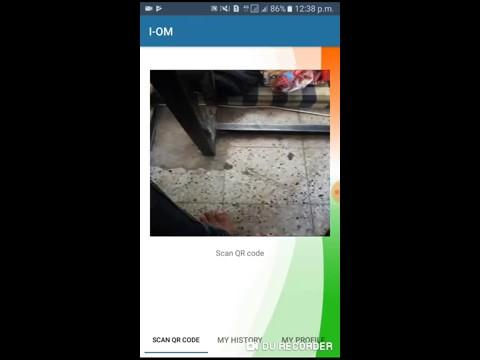 86% 12:38 p.m.
I-OM
Scan QR code
SCAN QR CODE MY HISTORY MY PROFILE
DU RECORDER